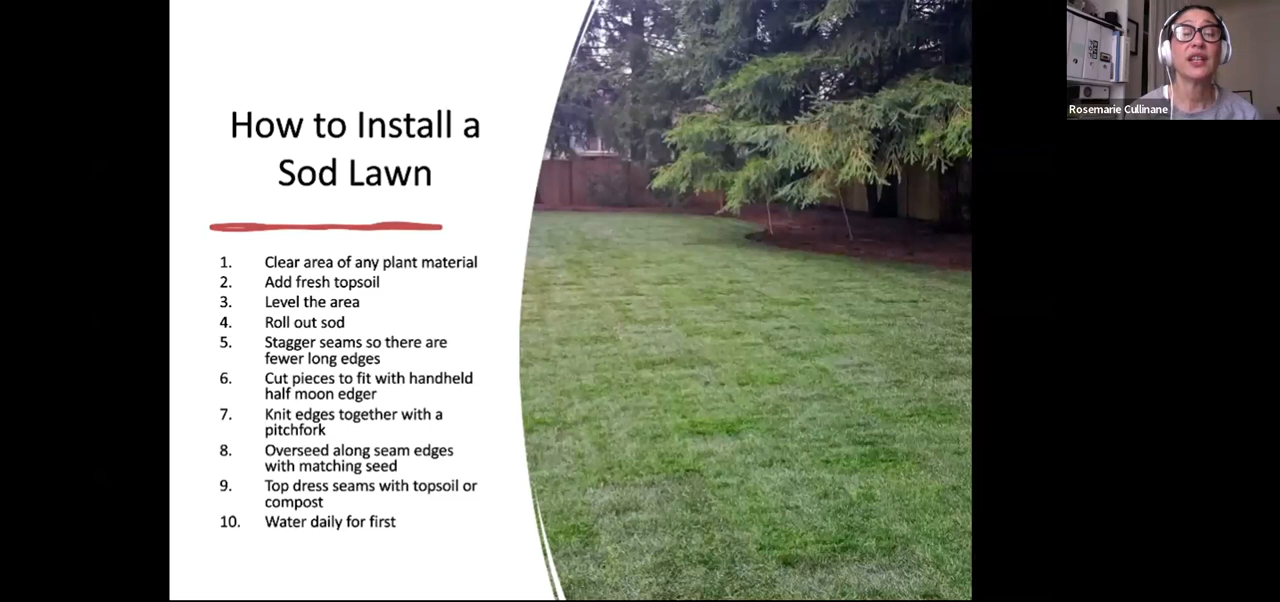 How to Install a
Sod Lawn
1. Clear area of any plant material
2. Add fresh topsoil
3. Level the area
4. Roll out sod
5. Stagger seams so there are
fewer long edges
6. Cut pieces to fit with handheld
half moon edger
7. Knit edges together with a
pitchfork
8. Overseed along seam edges
with matching seed
9. Top dress seams with topsoil or
compost
10. Water daily for first
Rosemarie Cullinane